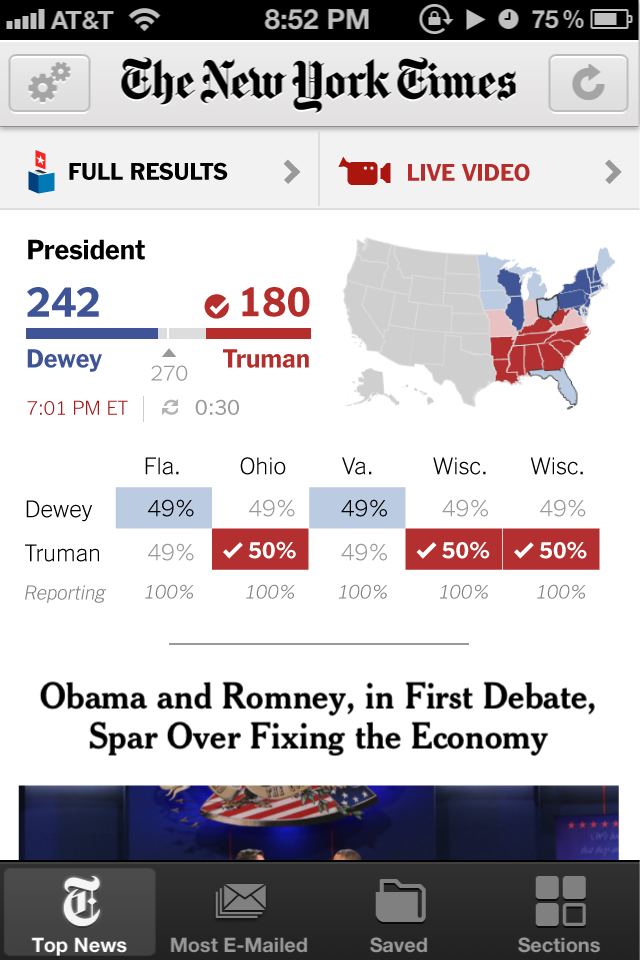 AT&T 8:52 PM 75%
The New York Times
FULL RESULTS LIVE VIDEO
President
242 180
Dewey Truman
270
7:01 PM ET 0:30
Fla. Ohio Va. Wisc. Wisc.
Dewey 49% 49% 49% 49% 49%
Truman 49% 50% 49% 50% 50%
Reporting 100% 100% 100% 100% 100%
Obama and Romney, in First Debate,
Spar Over Fixing the Economy
Top News Most E-Mailed Saved Sections